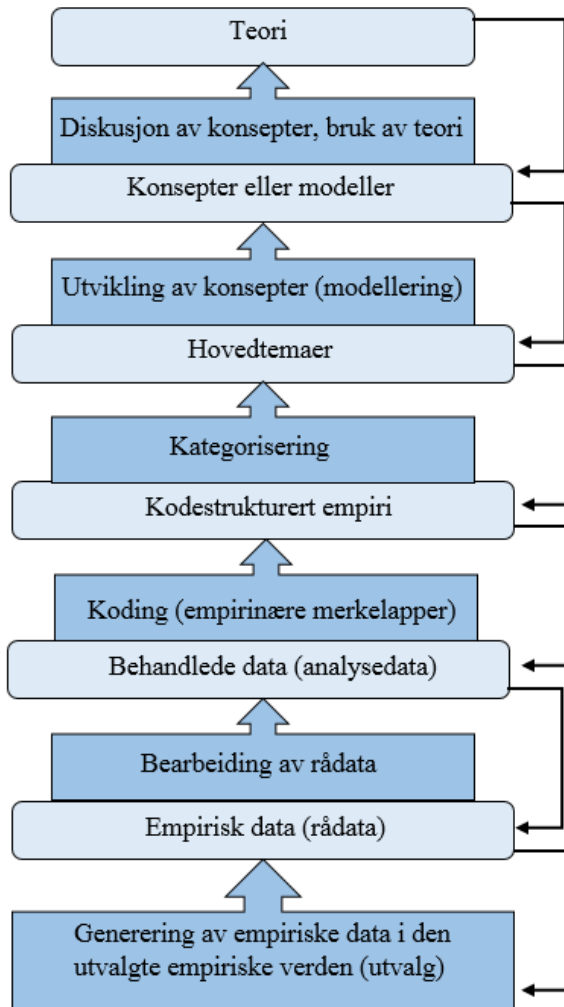 Teori
Diskusjon av konsepter, bruk av teori
Konsepter eller modeller
Utvikling av konsepter (modellering)
Hovedtemaer
Kategorisering
Kodestrukturert empiri
Koding (empirinære merkelapper)
Behandlede data (analysedata)
Bearbeiding av rådata
Empirisk data (rådata)
Generering av empiriske data i den
utvalgte empiriske verden (utvalg)